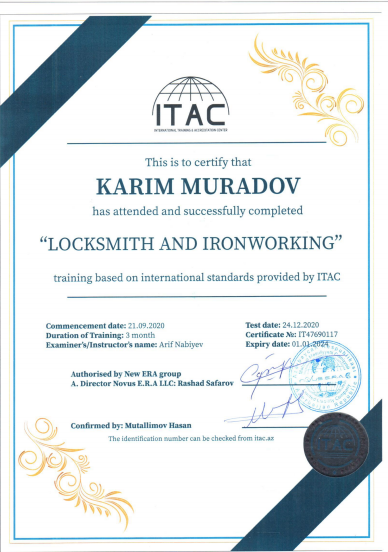 ITAC
INTERNATIONAL TRAINING & ACCREDITATION CENTER
This is to certify that
KARIM MURADOV
has attended and successfully completed
“LOCKSMITH AND IRONWORKING”
training based on international standards provided by ITAC
Commencement date: 21.09.2020
Duration of Training: 3 month
Examiner's/Instructor's name: Arif Nabiyev
Test date: 24.12.2020
Certificate №: IT47690117
Expiry date: 01.01.2024
Authorised by New ERA group
A. Director Novus E.R.A LLC: Rashad Safarov
Confirmed by: Mutallimov Hasan
The identification number can be checked from itac.az
ITAC